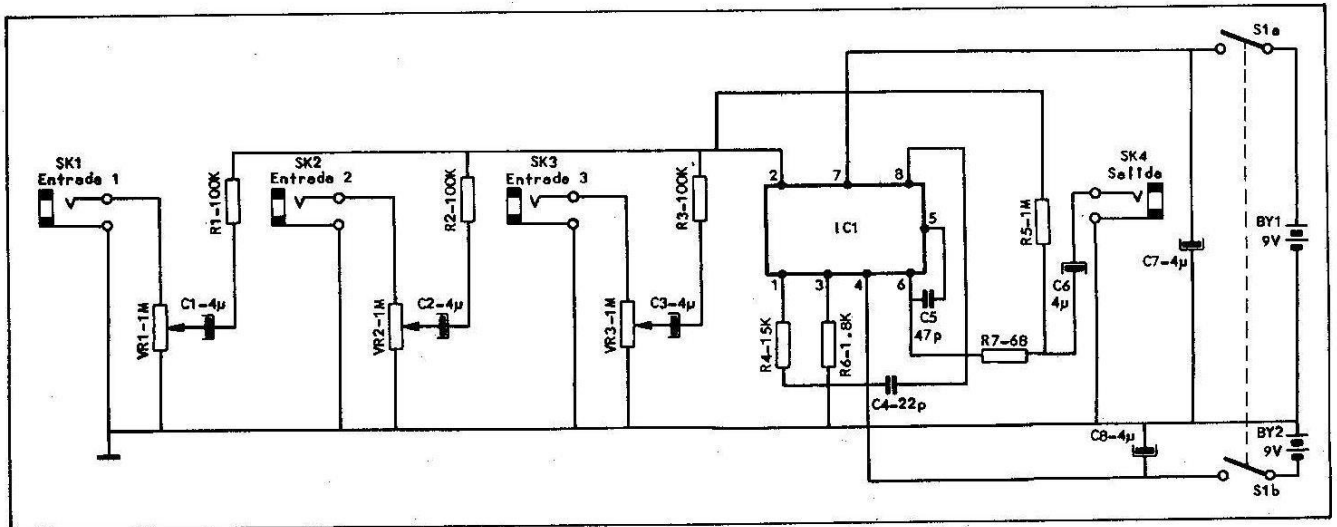 S1a
SK1
Entrada 1
R1-100K
SK2
Entrada 2
R2-100K
SK3
Entrada 3
R3-100K
2
7
8
IC1
5
1
3
4
6
R5-1M
SK4
Salida
BY1
9V
C7-4µ
C6
4µ
C5
47p
VR1-1M
C1-4µ
VR2-1M
C2-4µ
VR3-1M
C3-4µ
R4-15K
R6-1.8K
R7-68
C4-22p
C8-4µ
BY2
9V
S1b